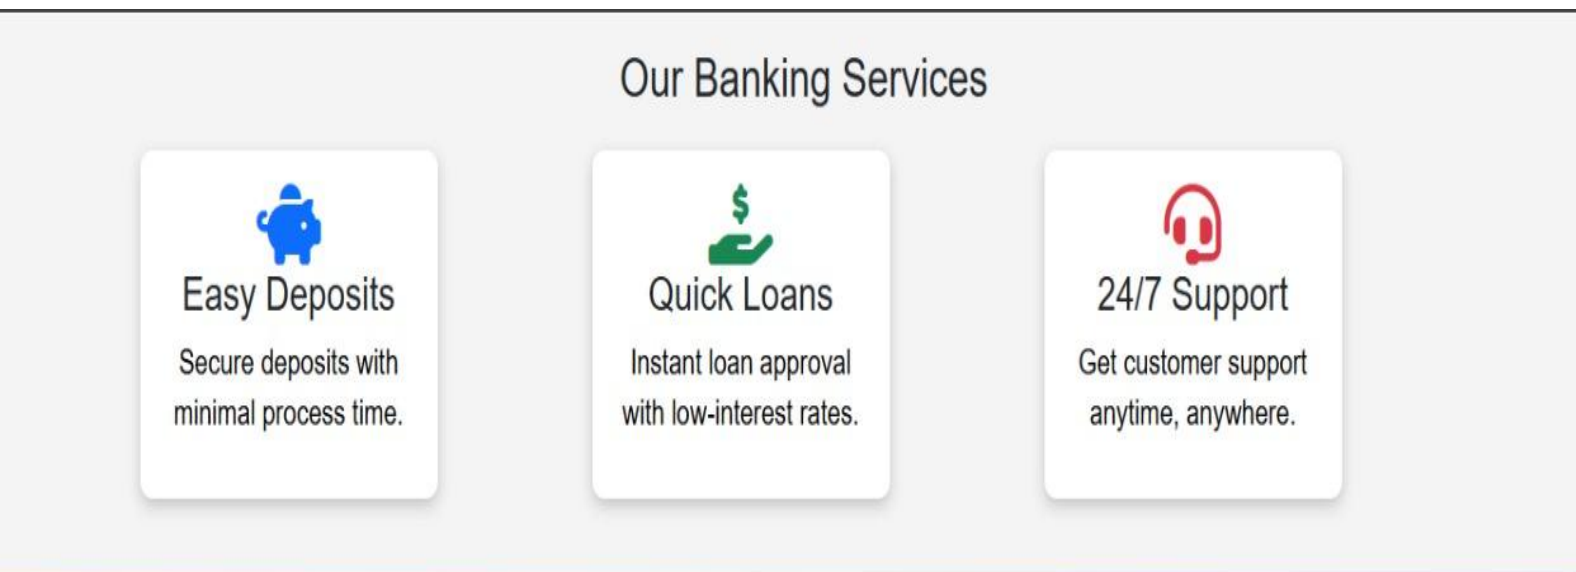 Our Banking Services
$
Easy Deposits
Secure deposits with
minimal process time.
Quick Loans
Instant loan approval
with low-interest rates.
24/7 Support
Get customer support
anytime, anywhere.